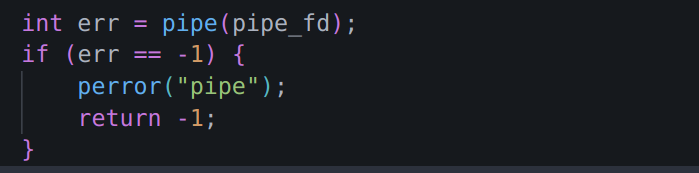 int err = pipe(pipe_fd);
if (err == -1) {
    perror("pipe");
    return -1;
}